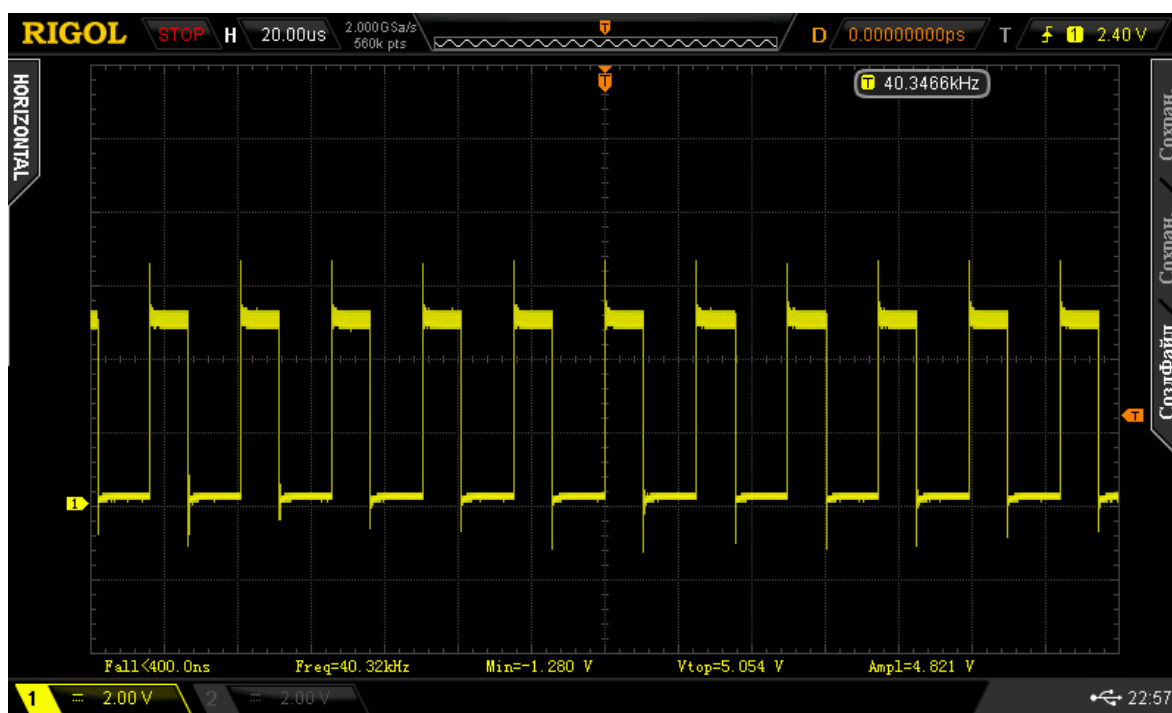 RIGOL STOP H 20.00us 2.000GSa/s D 0.00000000ps T 1 2.40 V
560k pts
T
HORIZONTAL
T
T 40.3466kHz
Сохран.
Сохран.
СоздФайл
T
1
Fall<400.0ns Freq=40.32kHz Min=-1.280 V Vtop=5.054 V Ampl=4.821 V
1 = 2.00 V 2 = 2.00 V 22:57